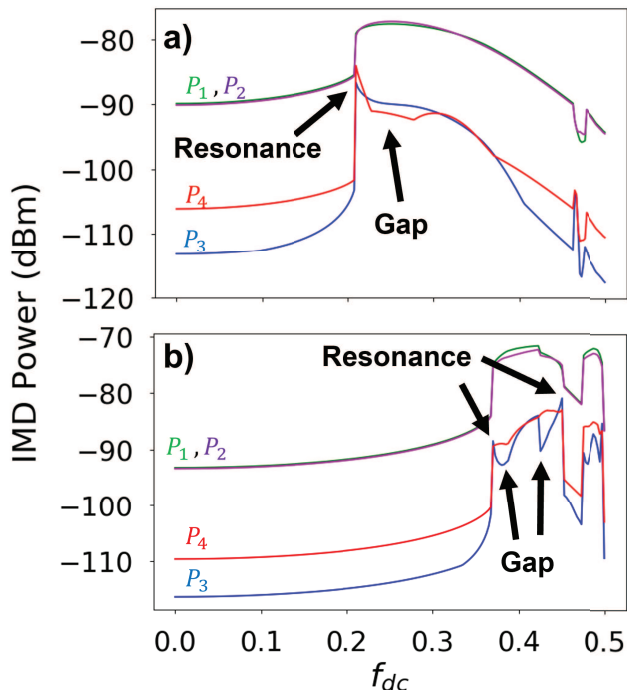 a)
−80
P₁ , P₂
−90
Resonance
−100
P₄
Gap
−110
P₃
−120
IMD Power (dBm)
−70
b)
Resonance
−80
P₁ , P₂
−90
−100
P₄
Gap
−110
P₃
0.0 0.1 0.2 0.3 0.4 0.5
f_dc